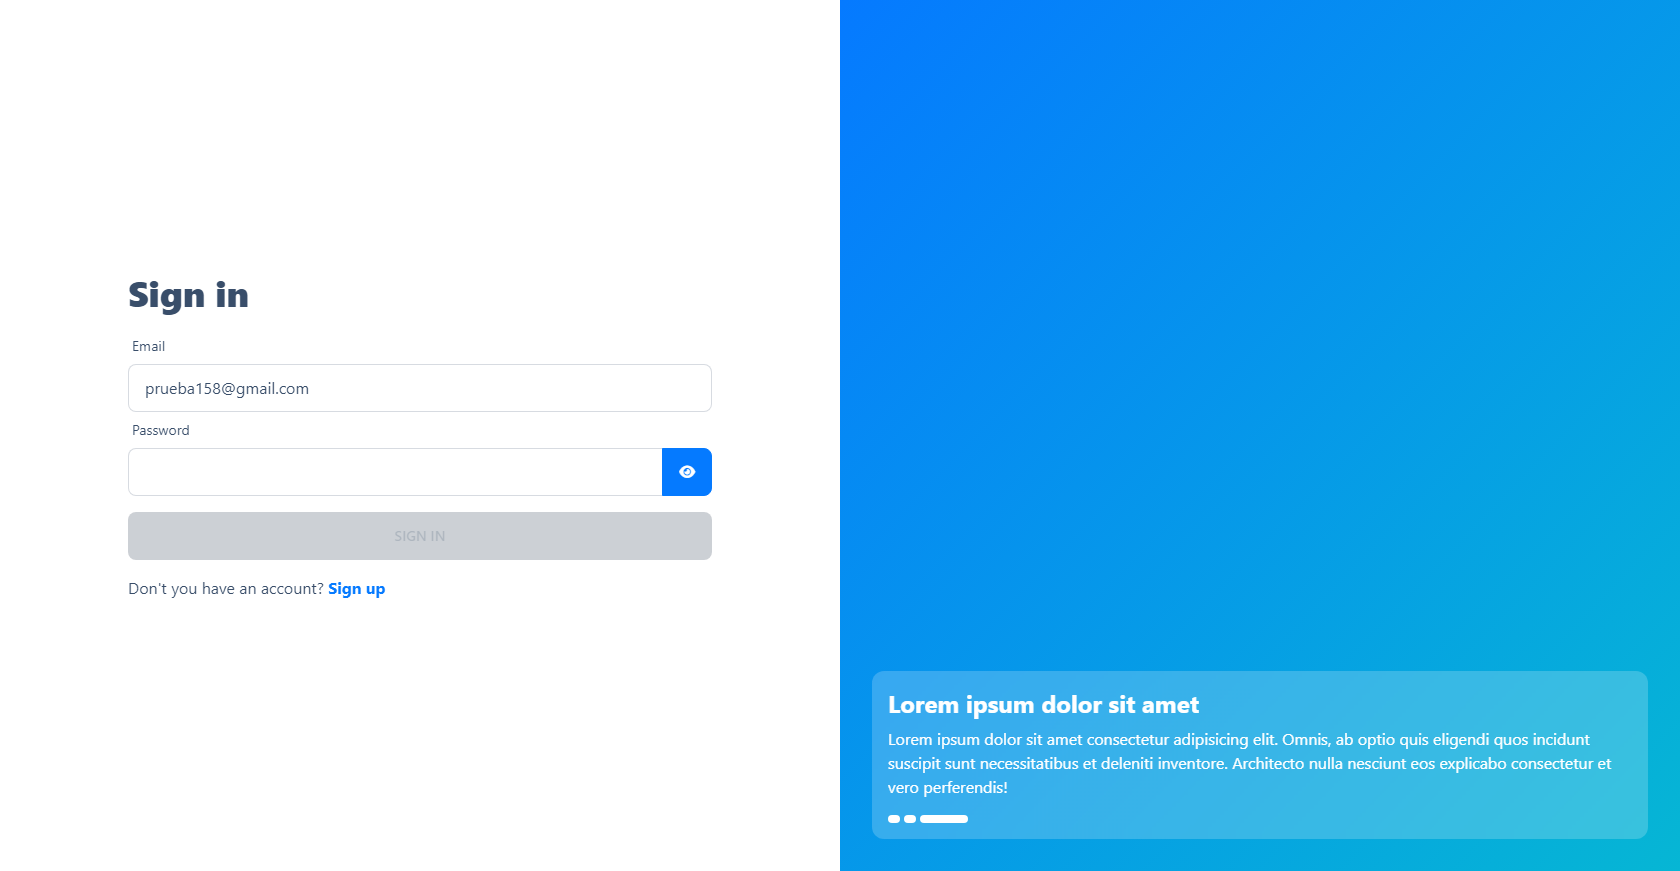 Sign in
Email
prueba158@gmail.com
Password
SIGN IN
Don't you have an account? Sign up
Lorem ipsum dolor sit amet
Lorem ipsum dolor sit amet consectetur adipisicing elit. Omnis, ab optio quis eligendi quos incidunt
suscipit sunt necessitatibus et deleniti inventore. Architecto nulla nesciunt eos explicabo consectetur et
vero perferendis!